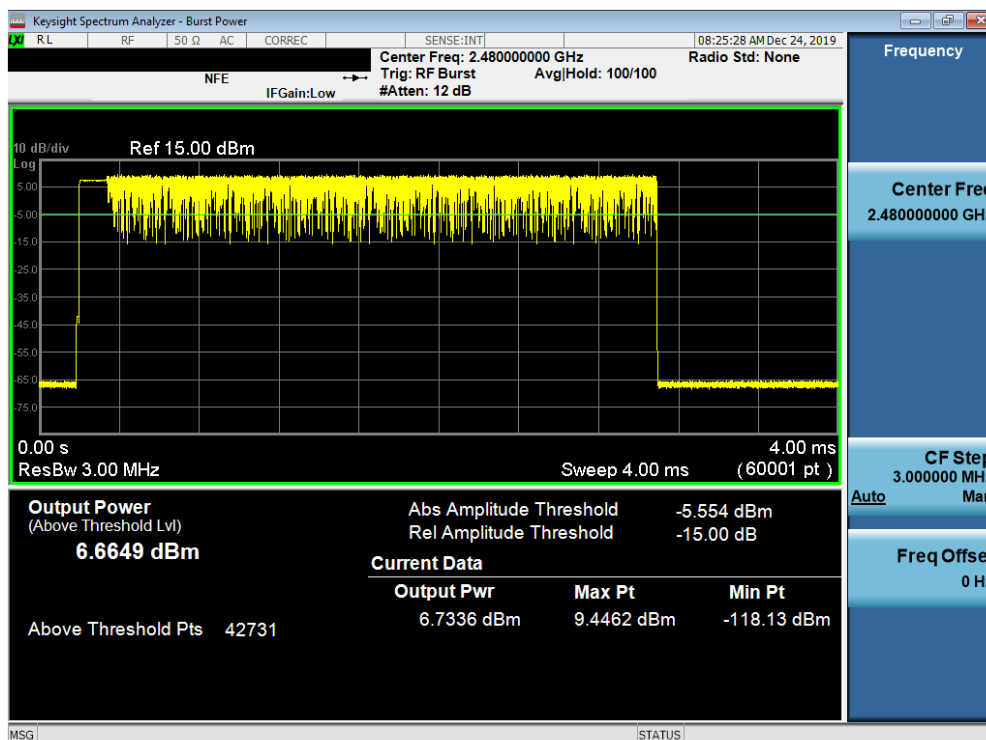 Keysight Spectrum Analyzer - Burst Power
LXI RL RF 50 Ω AC CORREC SENSE:INT 08:25:28 AM Dec 24, 2019
Center Freq: 2.480000000 GHz Radio Std: None
NFE Trig: RF Burst Avg|Hold: 100/100
IFGain:Low #Atten: 12 dB
10 dB/div Ref 15.00 dBm
Log
5.00
-5.00
-15.0
-25.0
-35.0
-45.0
-55.0
-65.0
-75.0
0.00 s 4.00 ms
ResBw 3.00 MHz Sweep 4.00 ms (60001 pt)
Output Power
(Above Threshold Lvl)
6.6649 dBm
Above Threshold Pts 42731
Abs Amplitude Threshold -5.554 dBm
Rel Amplitude Threshold -15.00 dB
Current Data
Output Pwr Max Pt Min Pt
6.7336 dBm 9.4462 dBm -118.13 dBm
Frequency
Center Fre
2.480000000 GH
CF Step
3.000000 MH
Auto Ma
Freq Offse
0 H
MSG STATUS